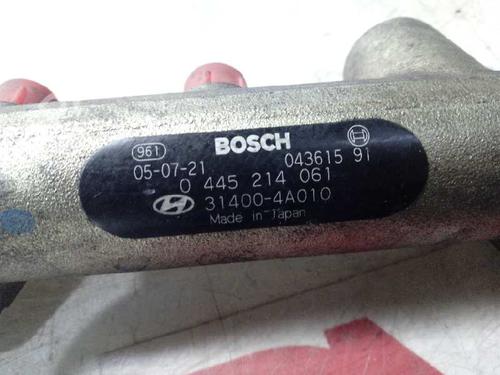 961 BOSCH
05-07-21 043615 91
0 445 214 061
31400-4A010
Made in Japan